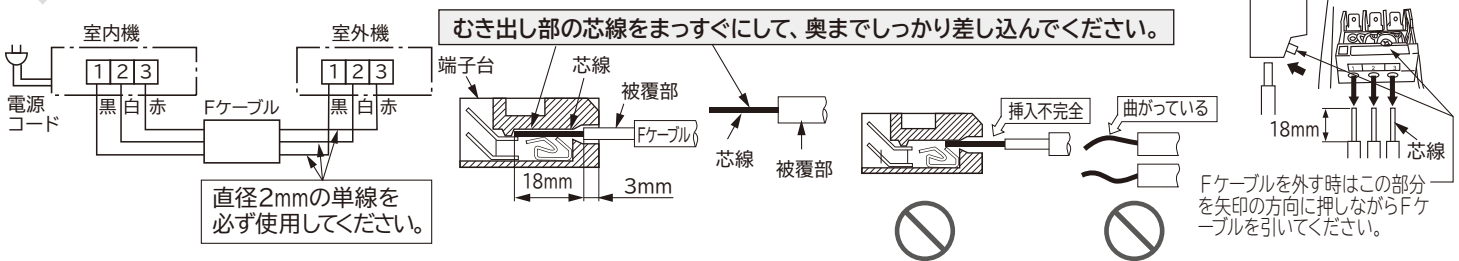 室内機
1 2 3
黒 白 赤
電源
コード
Fケーブル
室外機
1 2 3
黒 白 赤
直径2mmの単線を
必ず使用してください。
むき出し部の芯線をまっすぐにして、奥までしっかり差し込んでください。
端子台
芯線
被覆部
Fケーブル
18mm
3mm
芯線
被覆部
挿入不完全
曲がっている
1 2 3
18mm
芯線
Fケーブルを外す時はこの部分
を矢印の方向に押しながらFケ
ーブルを引いてください。